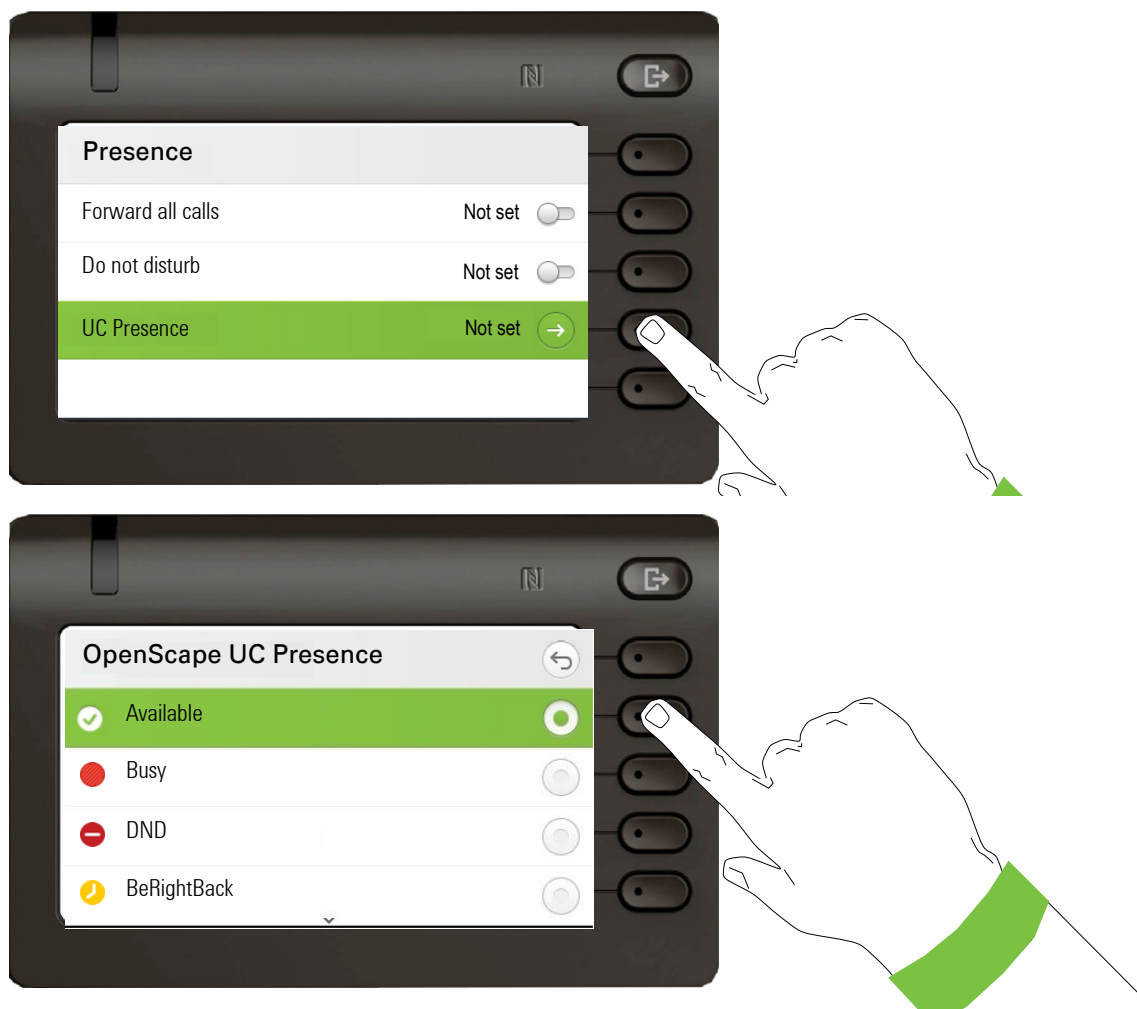 Presence
Forward all calls Not set
Do not disturb Not set
UC Presence Not set
OpenScape UC Presence
Available
Busy
DND
BeRightBack